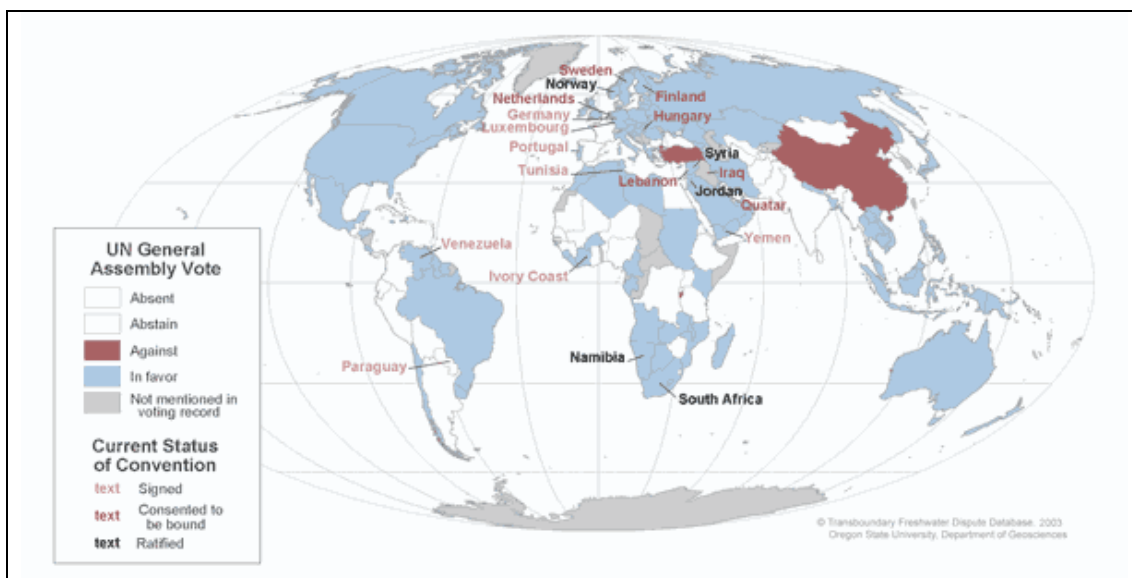 Sweden
Norway
Netherlands
Finland
Germany
Hungary
Luxembourg
Portugal
Syria
Tunisia
Iraq
Lebanon
Jordan
Quatar
Yemen
Venezuela
Ivory Coast
Namibia
Paraguay
South Africa
UN General
Assembly Vote
Absent
Abstain
Against
In favor
Not mentioned in
voting record
Current Status
of Convention
text Signed
text Consented to
be bound
text Ratified
© Transboundary Freshwater Dispute Database, 2003
Oregon State University, Department of Geosciences